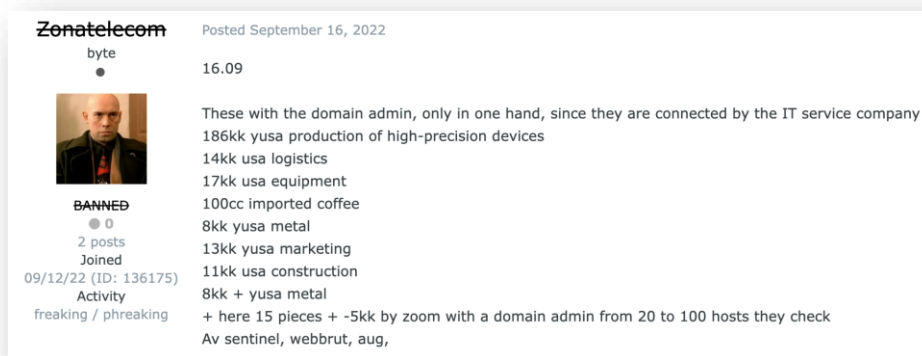 Zonatelecom
byte
BANNED
0
2 posts
Joined
09/12/22 (ID: 136175)
Activity
freaking / phreaking
Posted September 16, 2022
16.09
These with the domain admin, only in one hand, since they are connected by the IT service company
186kk yusa production of high-precision devices
14kk usa logistics
17kk usa equipment
100cc imported coffee
8kk yusa metal
13kk yusa marketing
11kk usa construction
8kk + yusa metal
+ here 15 pieces + -5kk by zoom with a domain admin from 20 to 100 hosts they check
Av sentinel, webbrut, aug,